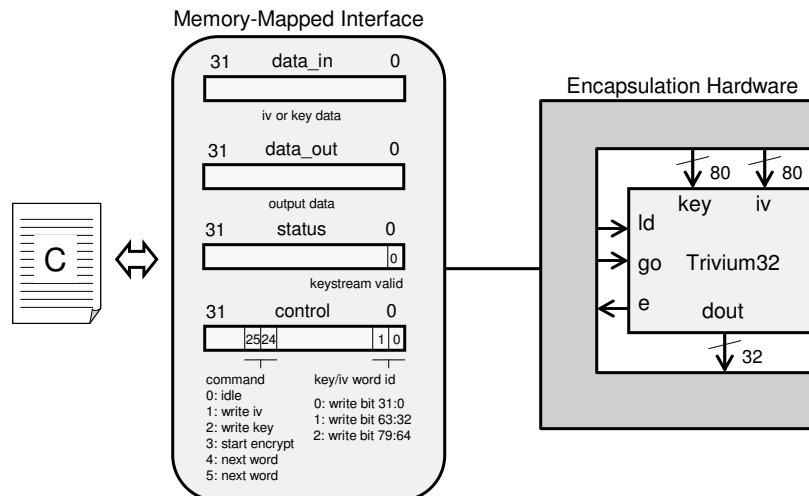 Memory-Mapped Interface
31 data_in 0
iv or key data
31 data_out 0
output data
31 status 0
0
keystream valid
31 control 0
25 24 1 0
command
0: idle
1: write iv
2: write key
3: start encrypt
4: next word
5: next word
key/iv word id
0: write bit 31:0
1: write bit 63:32
2: write bit 79:64
C
Encapsulation Hardware
80 80
key iv
ld
go Trivium32
e
dout
32